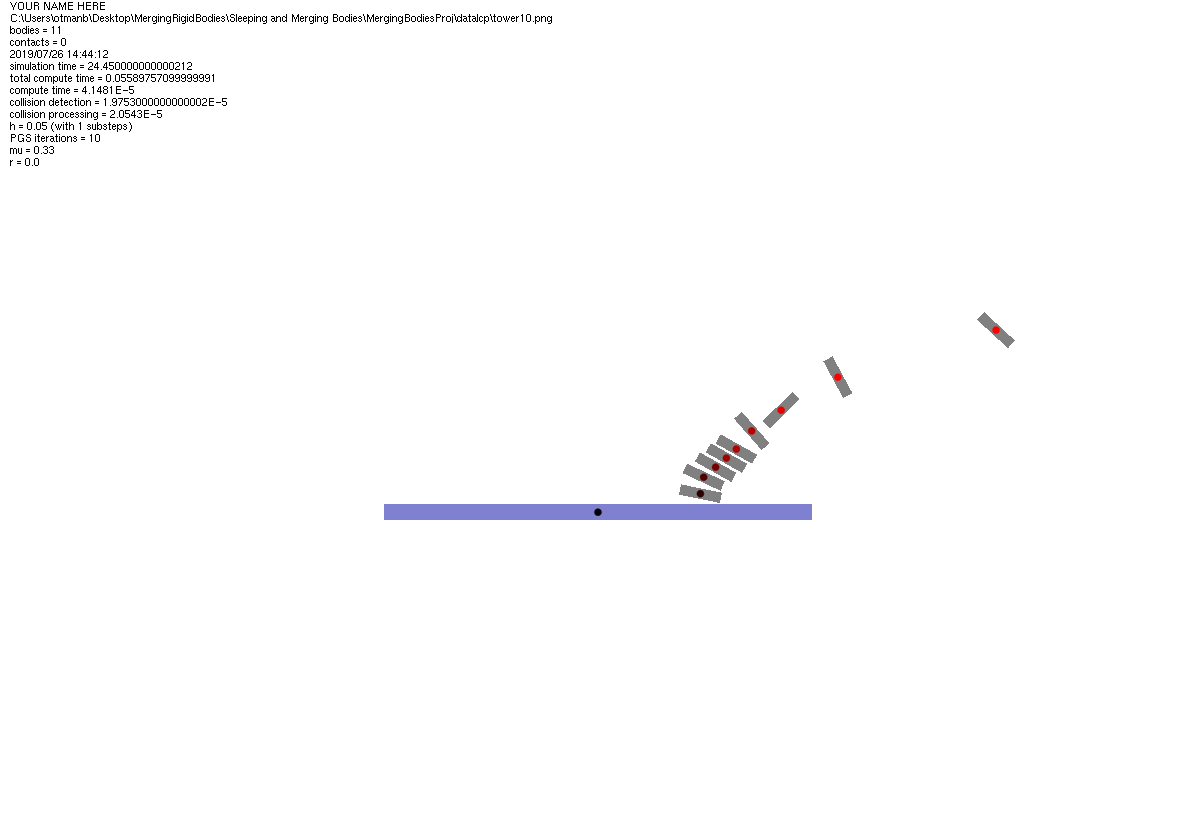 YOUR NAME HERE
C:\Users\otmanb\Desktop\MergingRigidBodies\Sleeping and Merging Bodies\MergingBodiesProj\datalcp\tower10.png
bodies = 11
contacts = 0
2019/07/26 14:44:12
simulation time = 24.450000000000212
total compute time = 0.05589757099999991
compute time = 4.1481E-5
collision detection = 1.9753000000000002E-5
collision processing = 2.0543E-5
h = 0.05 (with 1 substeps)
PGS iterations = 10
mu = 0.33
r = 0.0